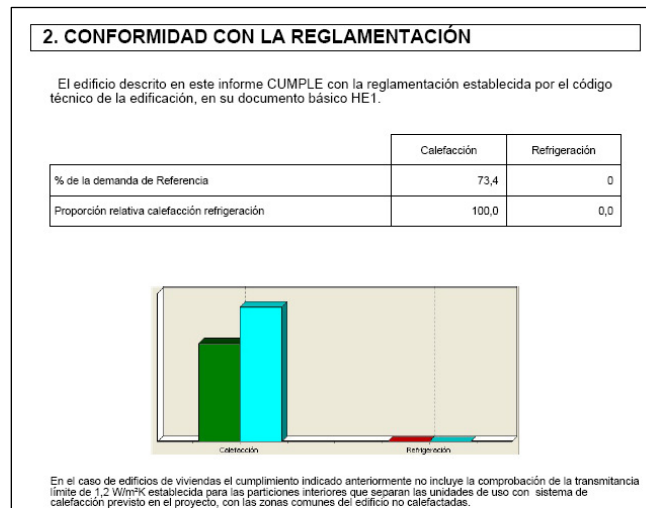 2. CONFORMIDAD CON LA REGLAMENTACIÓN
El edificio descrito en este informe CUMPLE con la reglamentación establecida por el código
técnico de la edificación, en su documento básico HE1.
Calefacción Refrigeración
% de la demanda de Referencia 73,4 0
Proporción relativa calefacción refrigeración 100,0 0,0
Calefacción Refrigeración
En el caso de edificios de viviendas el cumplimiento indicado anteriormente no incluye la comprobación de la transmitancia
límite de 1,2 W/m²K establecida para las particiones interiores que separan las unidades de uso con sistema de
calefacción previsto en el proyecto, con las zonas comunes del edificio no calefactadas.